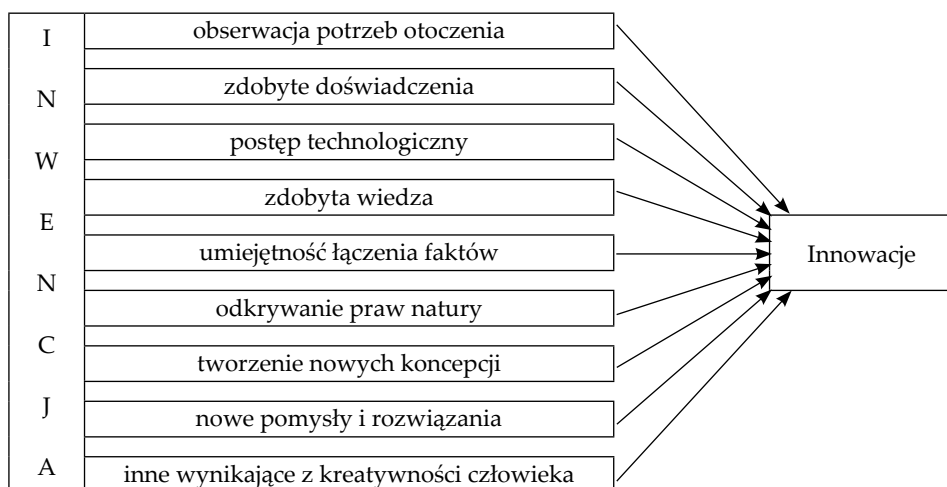 I
N
W
E
N
C
J
A
obserwacja potrzeb otoczenia
zdobyte doświadczenia
postęp technologiczny
zdobyta wiedza
umiejętność łączenia faktów
odkrywanie praw natury
tworzenie nowych koncepcji
nowe pomysły i rozwiązania
inne wynikające z kreatywności człowieka
Innowacje